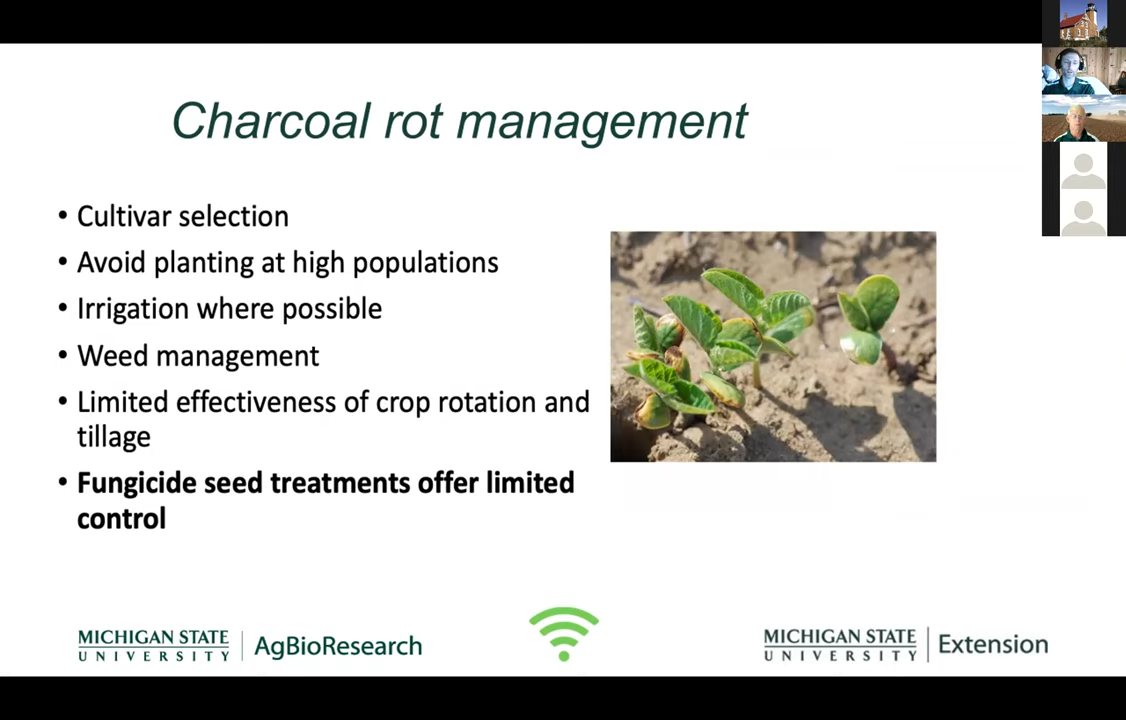 Charcoal rot management
• Cultivar selection
• Avoid planting at high populations
• Irrigation where possible
• Weed management
• Limited effectiveness of crop rotation and
tillage
• Fungicide seed treatments offer limited
control
MICHIGAN STATE
UNIVERSITY
AgBioResearch
MICHIGAN STATE
UNIVERSITY
Extension